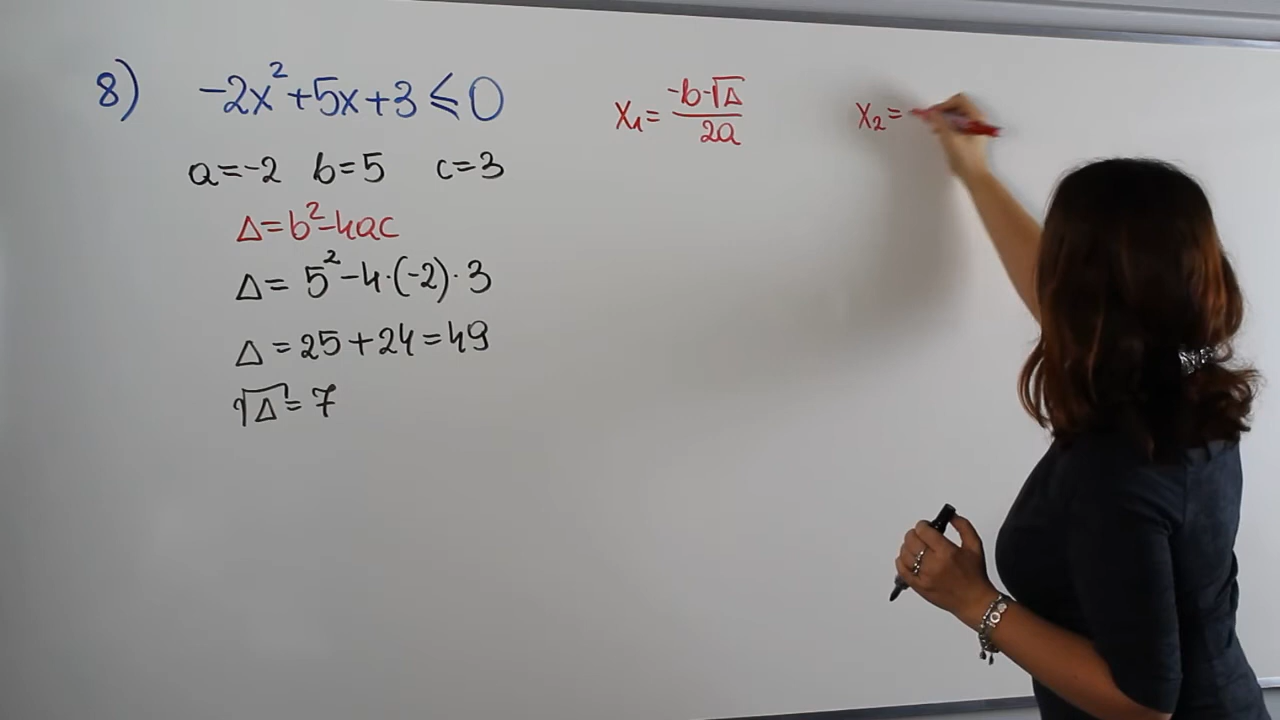 8) -2x²+5x+3≤0
a=-2 b=5 c=3
Δ=b²-4ac
Δ= 5²-4·(-2)·3
Δ=25+24=49
√Δ=7
x₁= -b-√Δ / 2a
x₂=